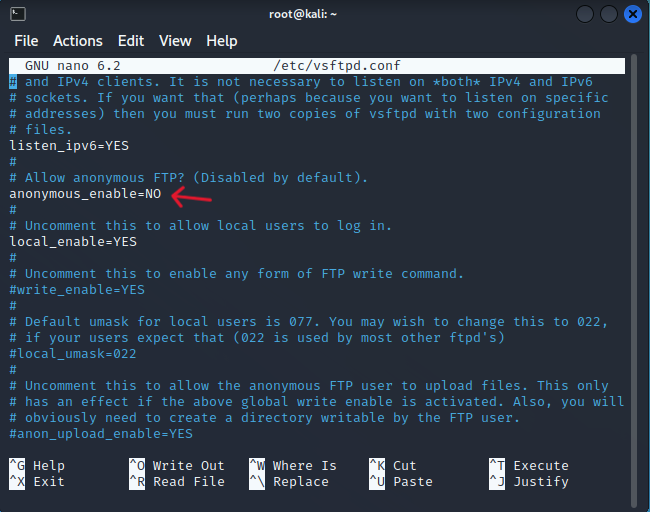 root@kali: ~
File Actions Edit View Help
GNU nano 6.2 /etc/vsftpd.conf
# and IPv4 clients. It is not necessary to listen on *both* IPv4 and IPv6
# sockets. If you want that (perhaps because you want to listen on specific
# addresses) then you must run two copies of vsftpd with two configuration
# files.
listen_ipv6=YES
#
# Allow anonymous FTP? (Disabled by default).
anonymous_enable=NO
#
# Uncomment this to allow local users to log in.
local_enable=YES
#
# Uncomment this to enable any form of FTP write command.
#write_enable=YES
#
# Default umask for local users is 077. You may wish to change this to 022,
# if your users expect that (022 is used by most other ftpd's)
#local_umask=022
#
# Uncomment this to allow the anonymous FTP user to upload files. This only
# has an effect if the above global write enable is activated. Also, you will
# obviously need to create a directory writable by the FTP user.
#anon_upload_enable=YES
^G Help ^O Write Out ^W Where Is ^K Cut ^T Execute
^X Exit ^R Read File ^\ Replace ^U Paste ^J Justify